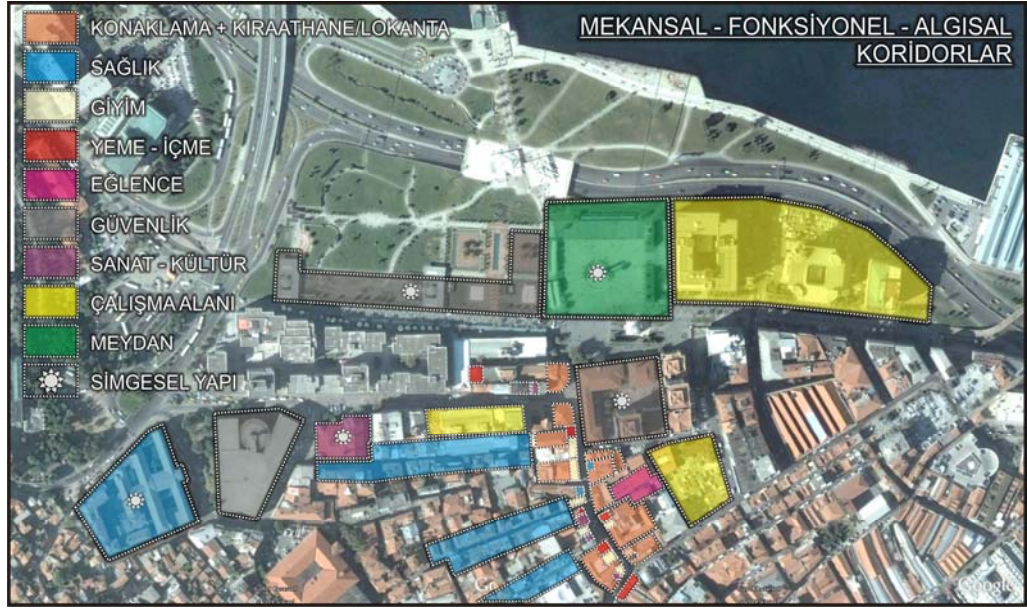 MEKANSAL - FONKSİYONEL - ALGISAL
KORİDORLAR
KONAKLAMA + KIRAATHANE/LOKANTA
SAĞLIK
GİYİM
YEME - İÇME
EĞLENCE
GÜVENLİK
SANAT - KÜLTÜR
ÇALIŞMA ALANI
MEYDAN
SİMGESEL YAPI
Google